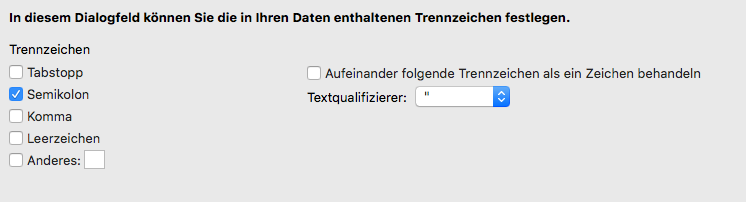 In diesem Dialogfeld können Sie die in Ihren Daten enthaltenen Trennzeichen festlegen.
Trennzeichen
Tabstopp
Semikolon
Komma
Leerzeichen
Anderes:
Aufeinander folgende Trennzeichen als ein Zeichen behandeln
Textqualifizierer: "